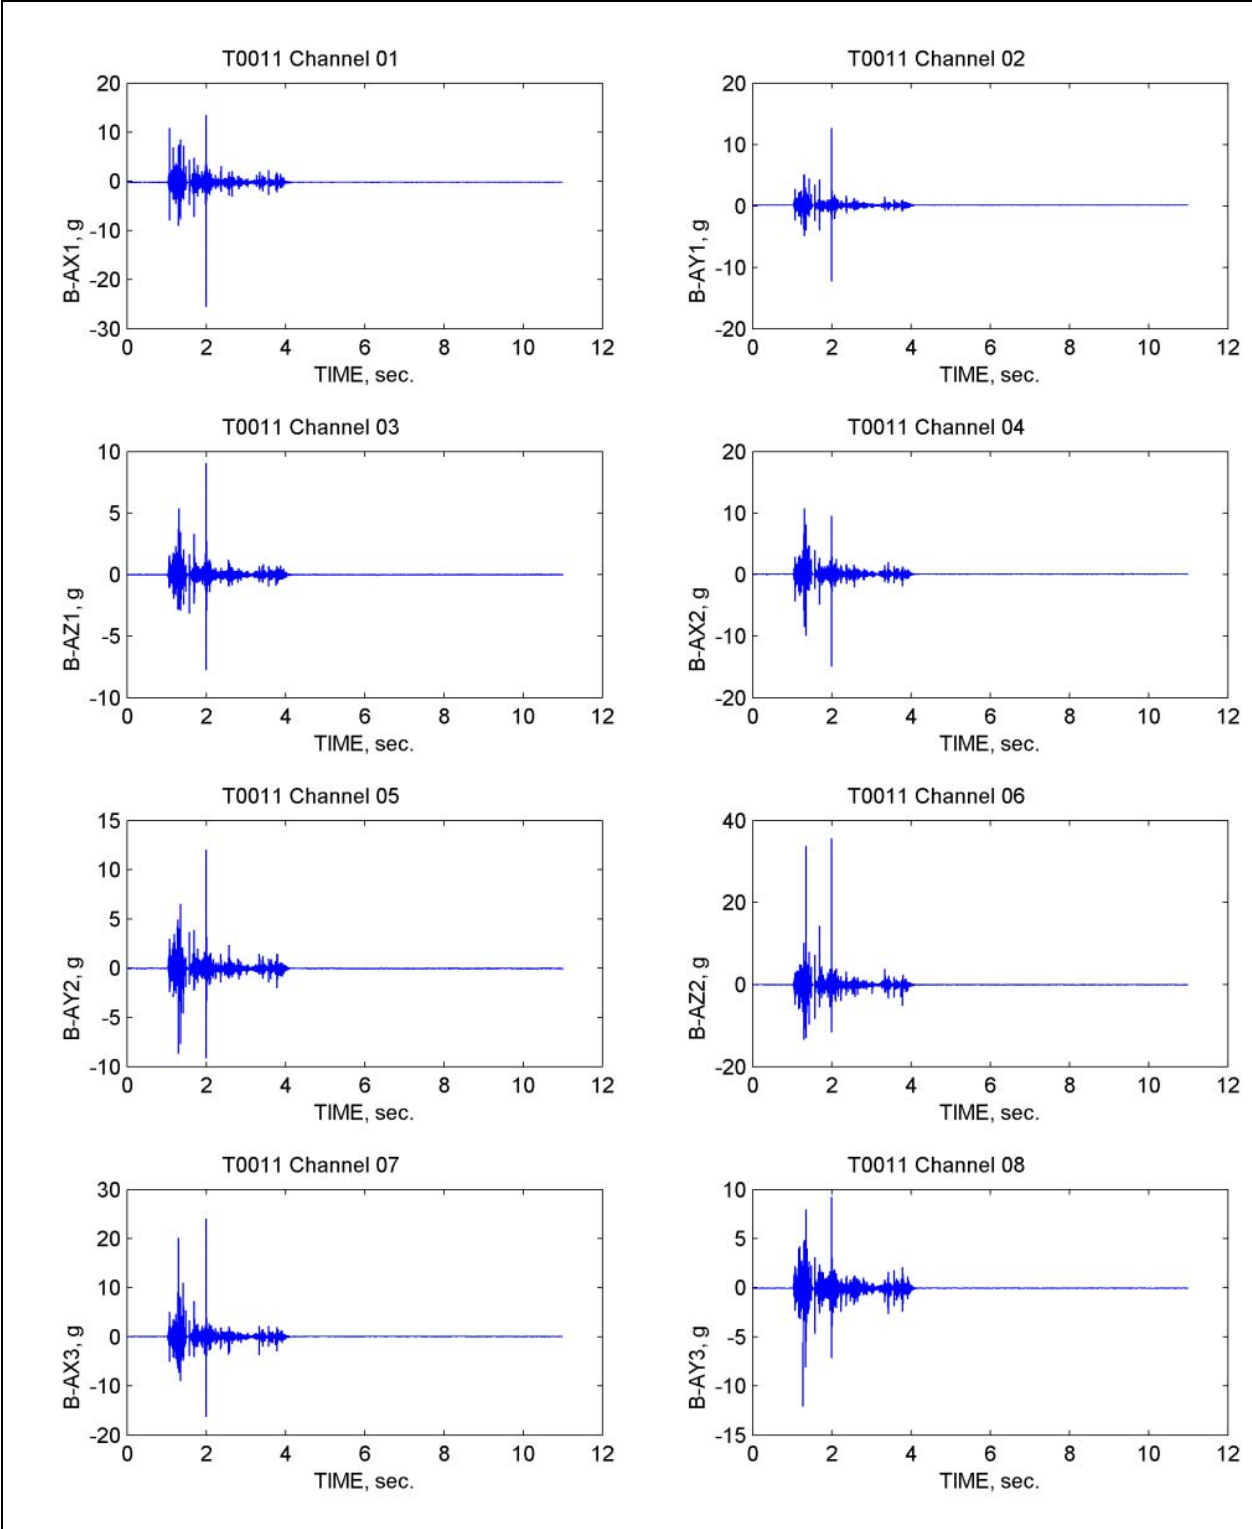 T0011 Channel 01
20
10
0
-10
-20
-30
B-AX1, g
0 2 4 6 8 10 12
TIME, sec.
T0011 Channel 02
20
10
0
-10
-20
B-AY1, g
0 2 4 6 8 10 12
TIME, sec.
T0011 Channel 03
10
5
0
-5
-10
B-AZ1, g
0 2 4 6 8 10 12
TIME, sec.
T0011 Channel 04
20
10
0
-10
-20
B-AX2, g
0 2 4 6 8 10 12
TIME, sec.
T0011 Channel 05
15
10
5
0
-5
-10
B-AY2, g
0 2 4 6 8 10 12
TIME, sec.
T0011 Channel 06
40
20
0
-20
B-AZ2, g
0 2 4 6 8 10 12
TIME, sec.
T0011 Channel 07
30
20
10
0
-10
-20
B-AX3, g
0 2 4 6 8 10 12
TIME, sec.
T0011 Channel 08
10
5
0
-5
-10
-15
B-AY3, g
0 2 4 6 8 10 12
TIME, sec.